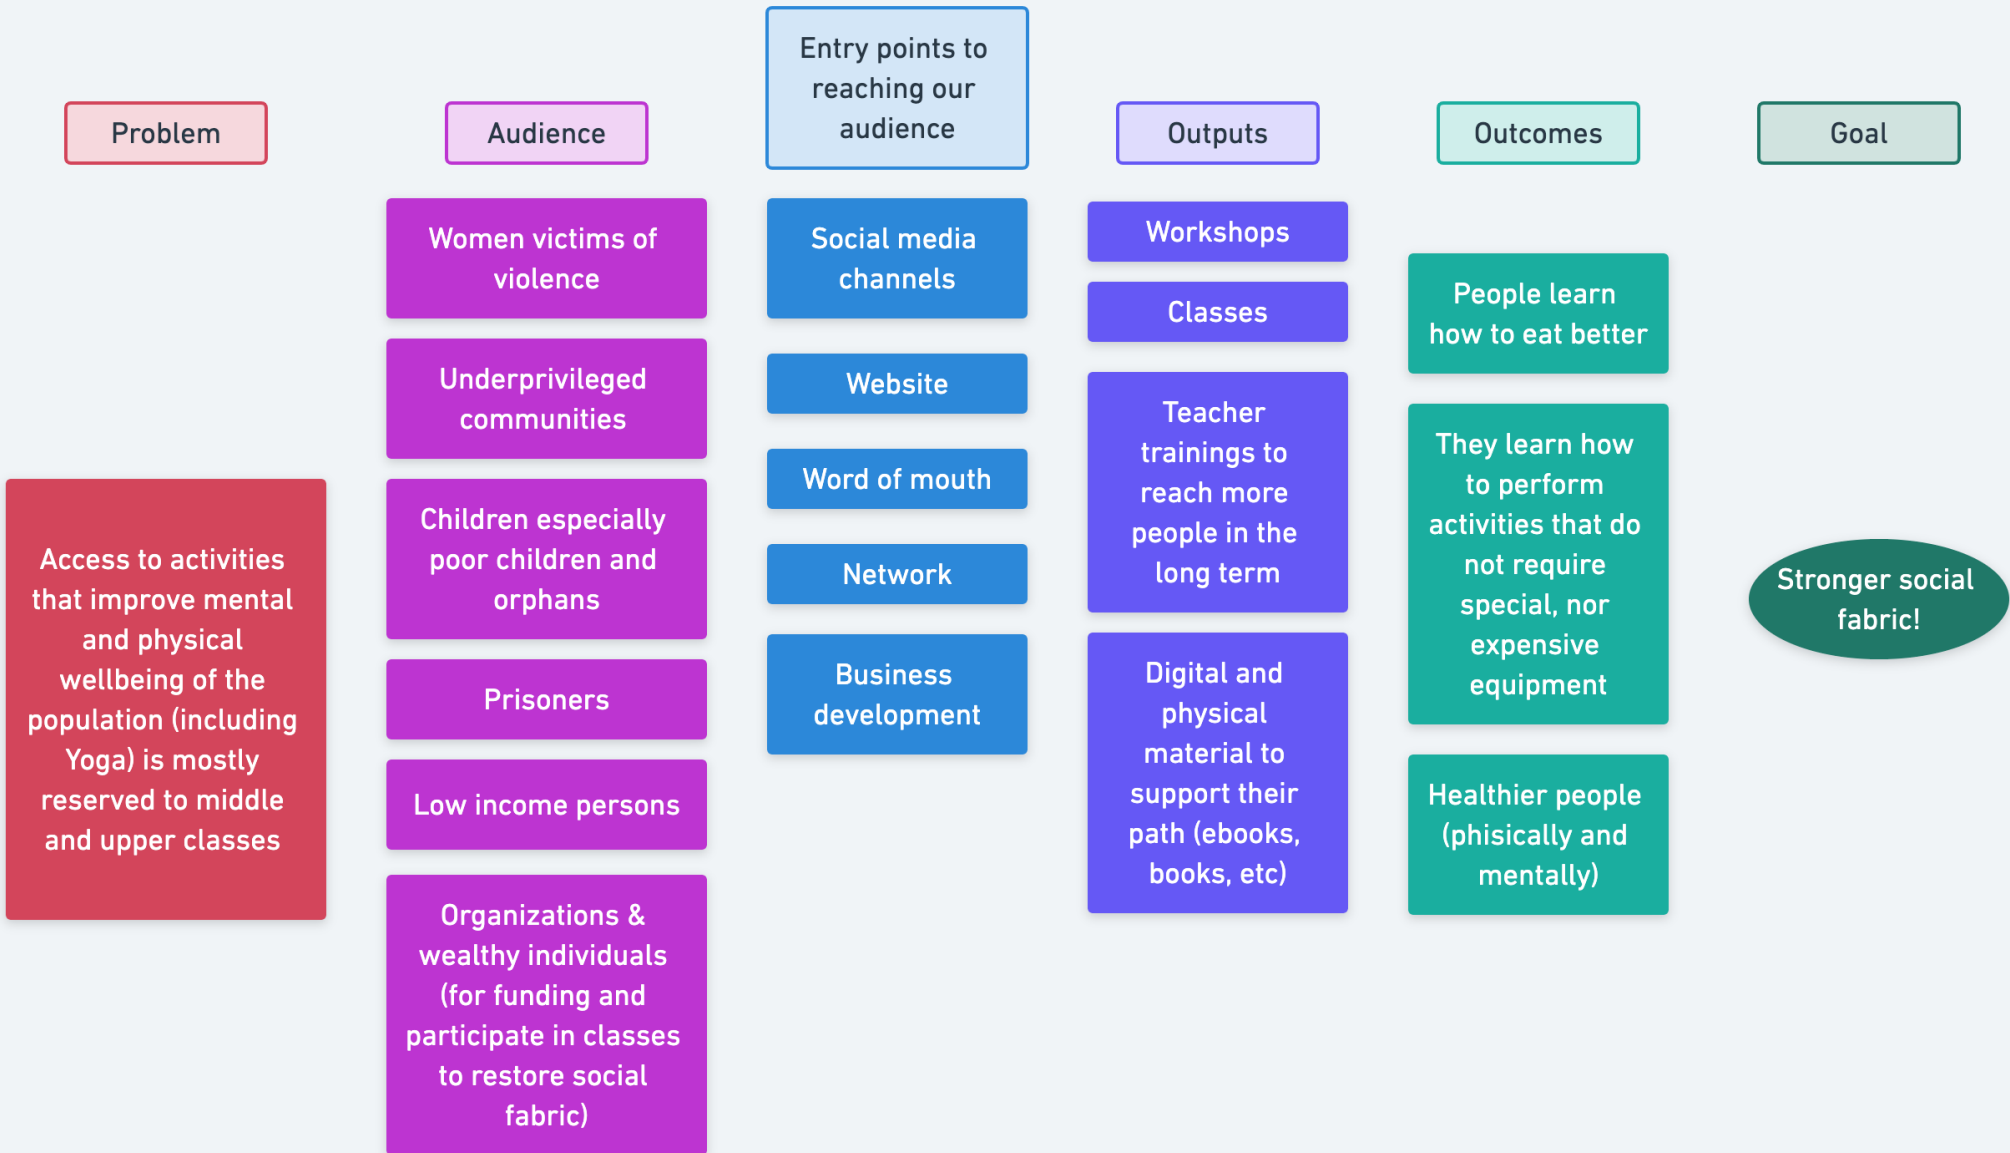 Problem
Audience
Entry points to
reaching our
audience
Outputs
Outcomes
Goal
Access to activities
that improve mental
and physical
wellbeing of the
population (including
Yoga) is mostly
reserved to middle
and upper classes
Women victims of
violence
Underprivileged
communities
Children especially
poor children and
orphans
Prisoners
Low income persons
Organizations &
wealthy individuals
(for funding and
participate in classes
to restore social
fabric)
Social media
channels
Website
Word of mouth
Network
Business
development
Workshops
Classes
Teacher
trainings to
reach more
people in the
long term
Digital and
physical
material to
support their
path (ebooks,
books, etc)
People learn
how to eat better
They learn how
to perform
activities that do
not require
special, nor
expensive
equipment
Healthier people
(phisically and
mentally)
Stronger social
fabric!